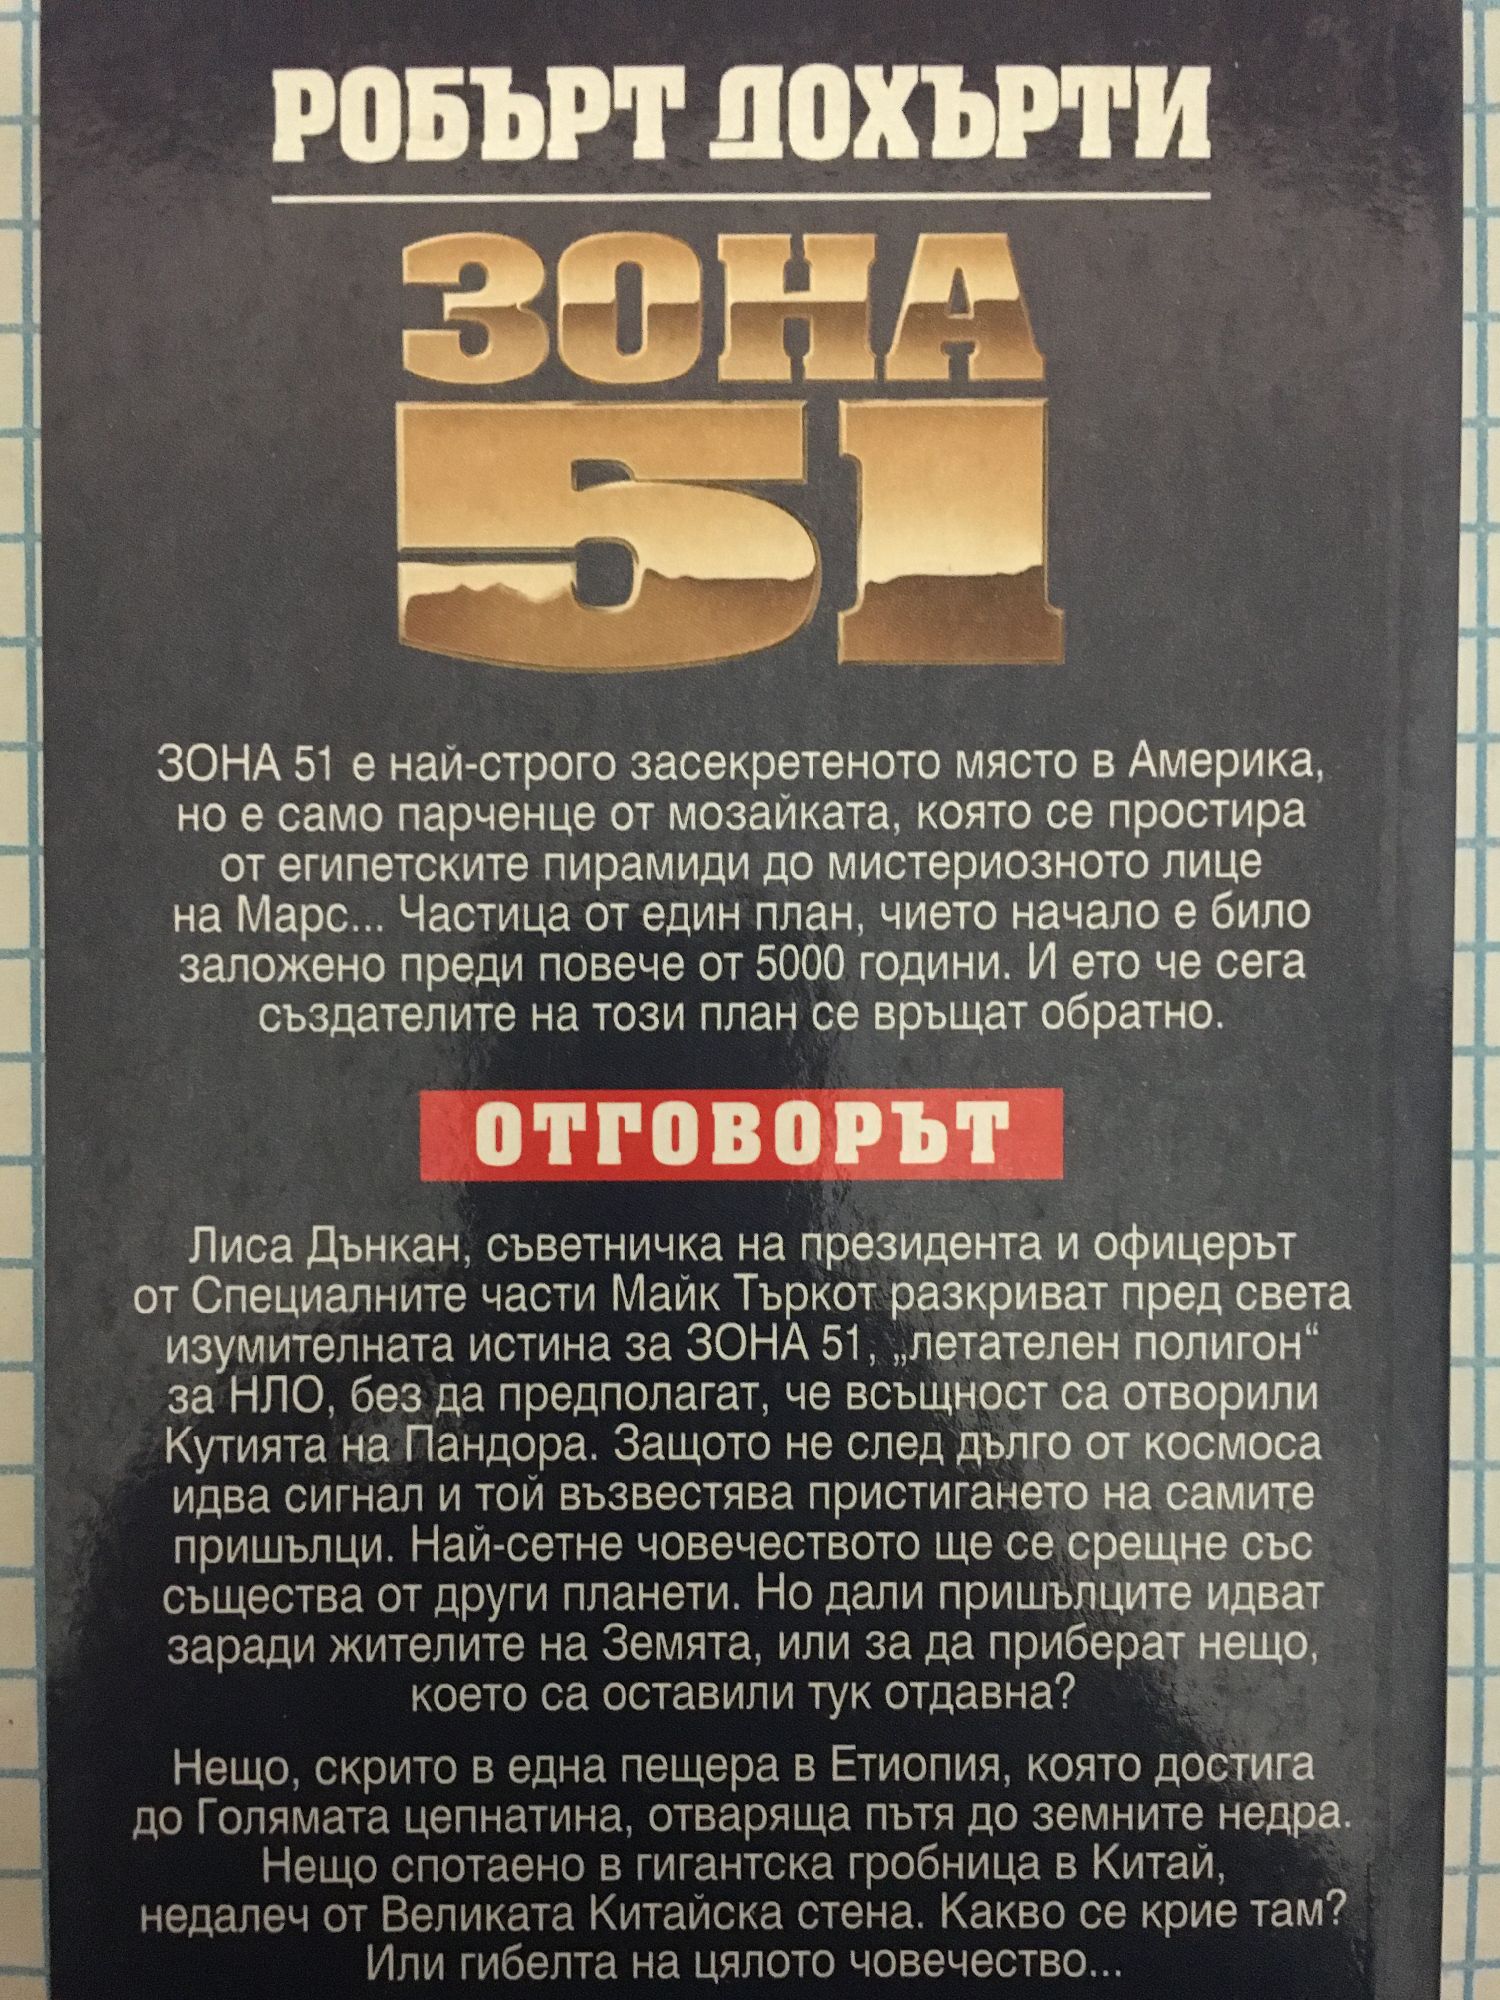 РОБЪРТ ДОХЪРТИ
ЗОНА
51
ЗОНА 51 е най-строго засекретеното място в Америка,
но е само парченце от мозайката, която се простира
от египетските пирамиди до мистериозното лице
на Марс... Частица от един план, чието начало е било
заложено преди повече от 5000 години. И ето че сега
създателите на този план се връщат обратно.
ОТГОВОРЪТ
Лиса Дънкан, съветничка на президента и офицерът
от Специалните части Майк Търкот разкриват пред света
изумителната истина за ЗОНА 51, „летателен полигон“
за НЛО, без да предполагат, че всъщност са отворили
Кутията на Пандора. Защото не след дълго от космоса
идва сигнал и той възвестява пристигането на самите
пришълци. Най-сетне човечеството ще се срещне със
същества от други планети. Но дали пришълците идват
заради жителите на Земята, или за да приберат нещо,
което са оставили тук отдавна?
Нещо, скрито в една пещера в Етиопия, която достига
до Голямата цепнатина, отваряща пътя до земните недра.
Нещо спотаено в гигантска гробница в Китай,
недалеч от Великата Китайска стена. Какво се крие там?
Или гибелта на цялото човечество...